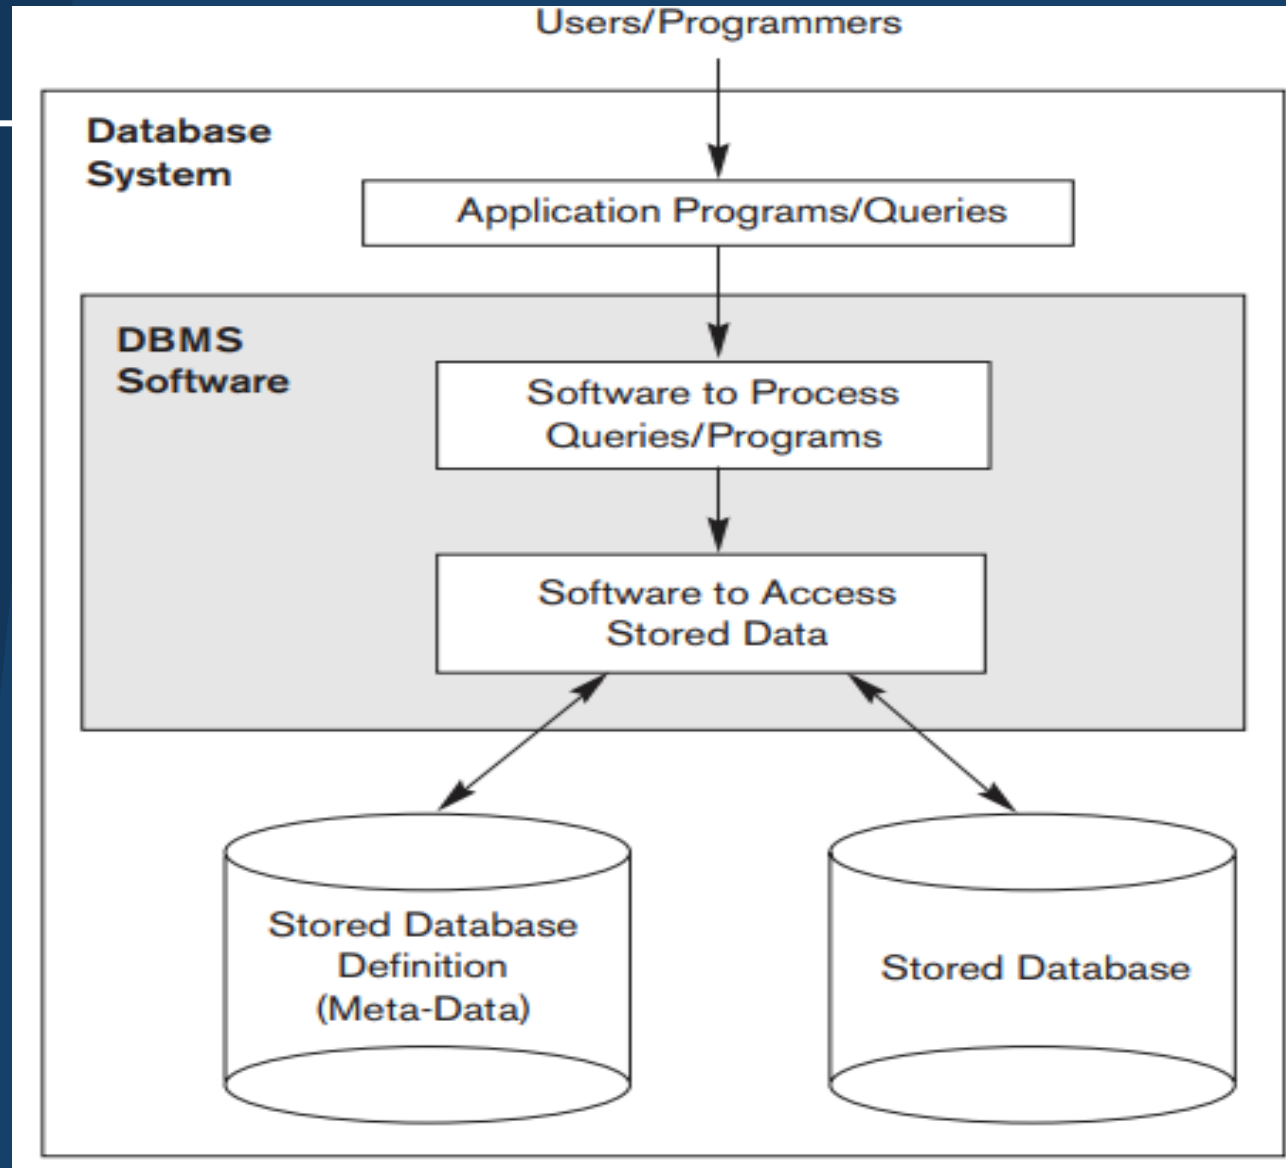 Users/Programmers
Database
System
Application Programs/Queries
DBMS
Software
Software to Process
Queries/Programs
Software to Access
Stored Data
Stored Database
Definition
(Meta-Data)
Stored Database